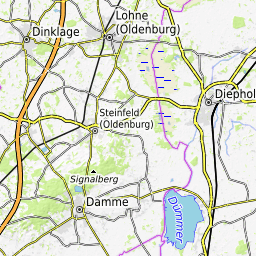 Lohne
(Oldenburg)
Dinklage
Diephol
Steinfeld
(Oldenburg)
Signalberg
Damme
Dümmer